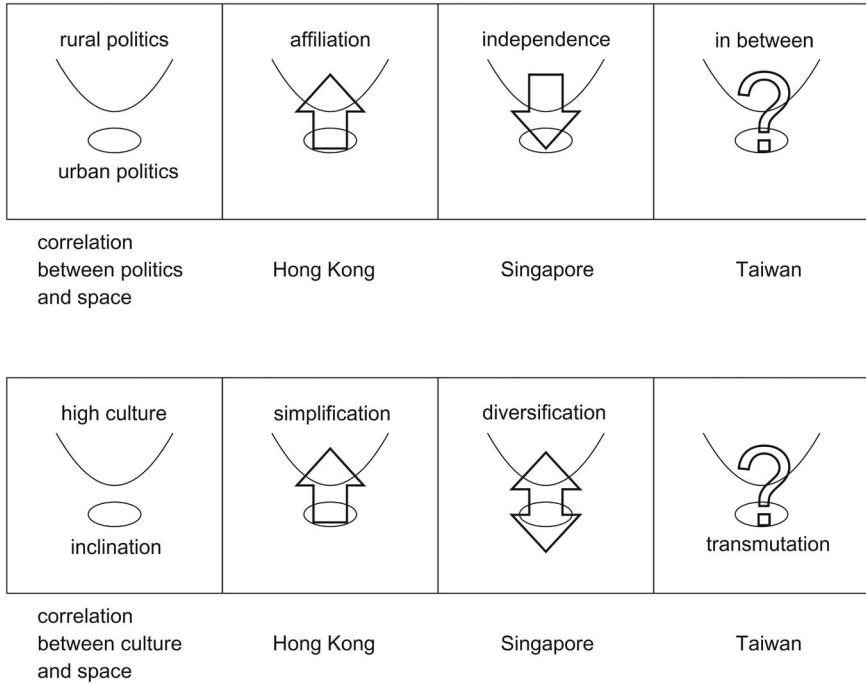 rural politics
affiliation
independence
in between
urban politics
correlation
between politics
and space
Hong Kong
Singapore
Taiwan
high culture
simplification
diversification
inclination
transmutation
correlation
between culture
and space
Hong Kong
Singapore
Taiwan